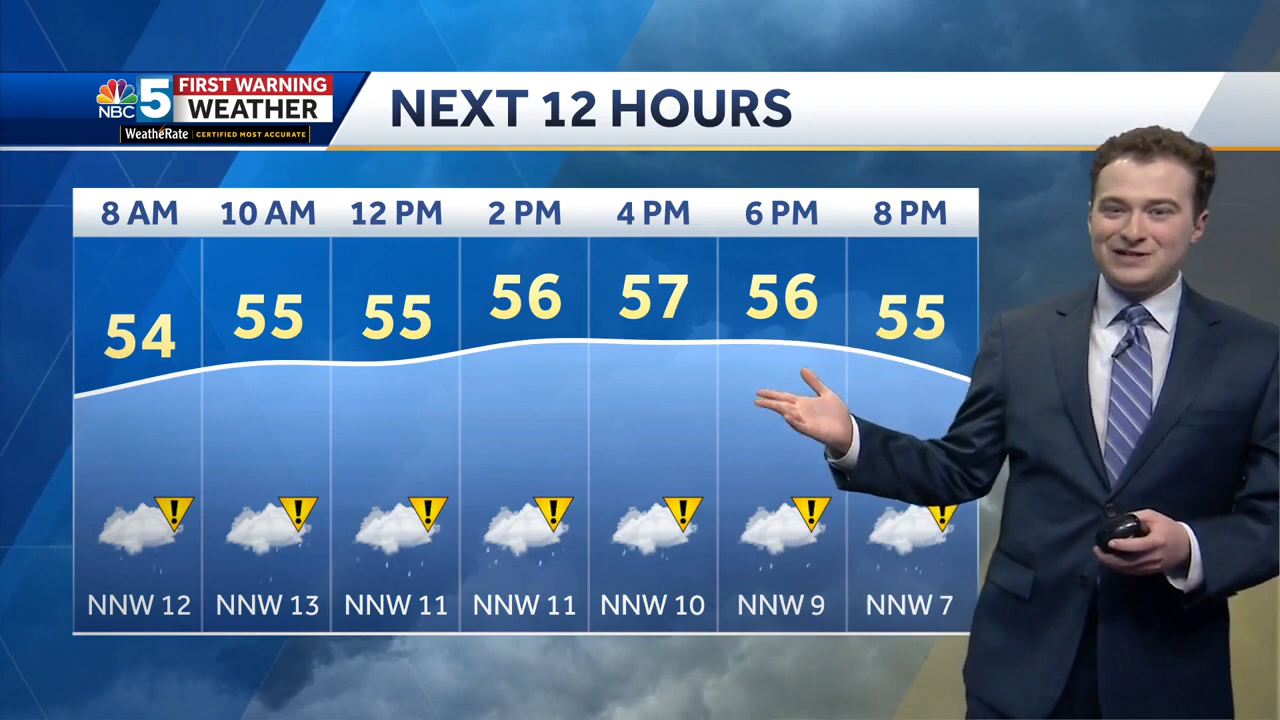 NBC 5 FIRST WARNING
WEATHER
WeatheRate CERTIFIED MOST ACCURATE
NEXT 12 HOURS
8 AM 10 AM 12 PM 2 PM 4 PM 6 PM 8 PM
54 55 55 56 57 56 55
! ! ! ! ! ! !
NNW 12 NNW 13 NNW 11 NNW 11 NNW 10 NNW 9 NNW 7